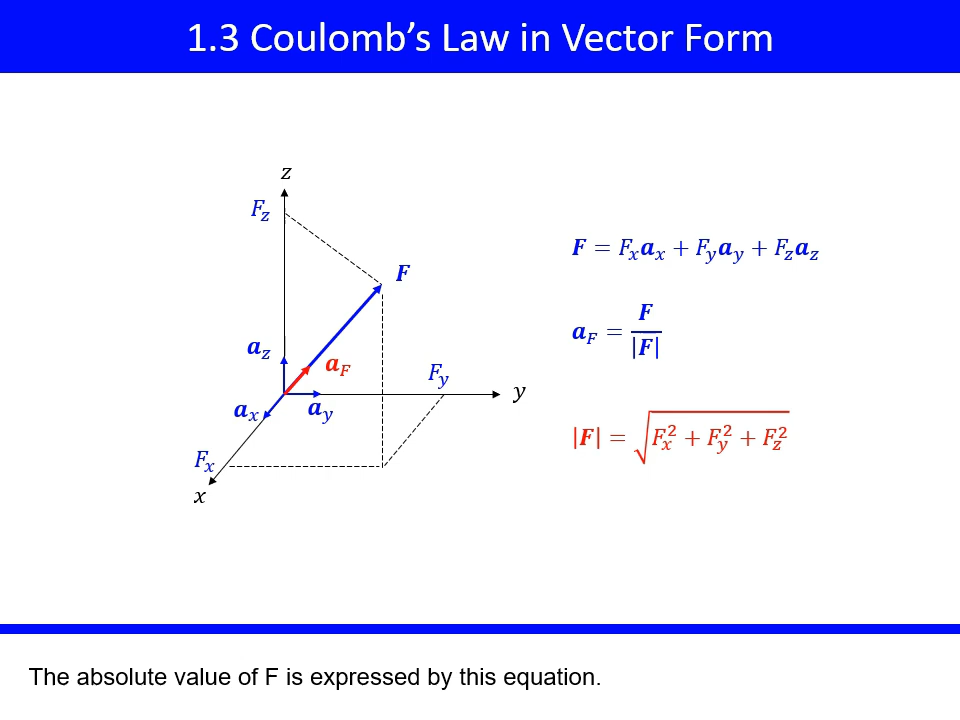 1.3 Coulomb's Law in Vector Form
z
F_z
F
a_z
a_F
F_y
y
a_x
a_y
F_x
x
F = F_x a_x + F_y a_y + F_z a_z
a_F = F / |F|
|F| = √(F_x² + F_y² + F_z²)
The absolute value of F is expressed by this equation.